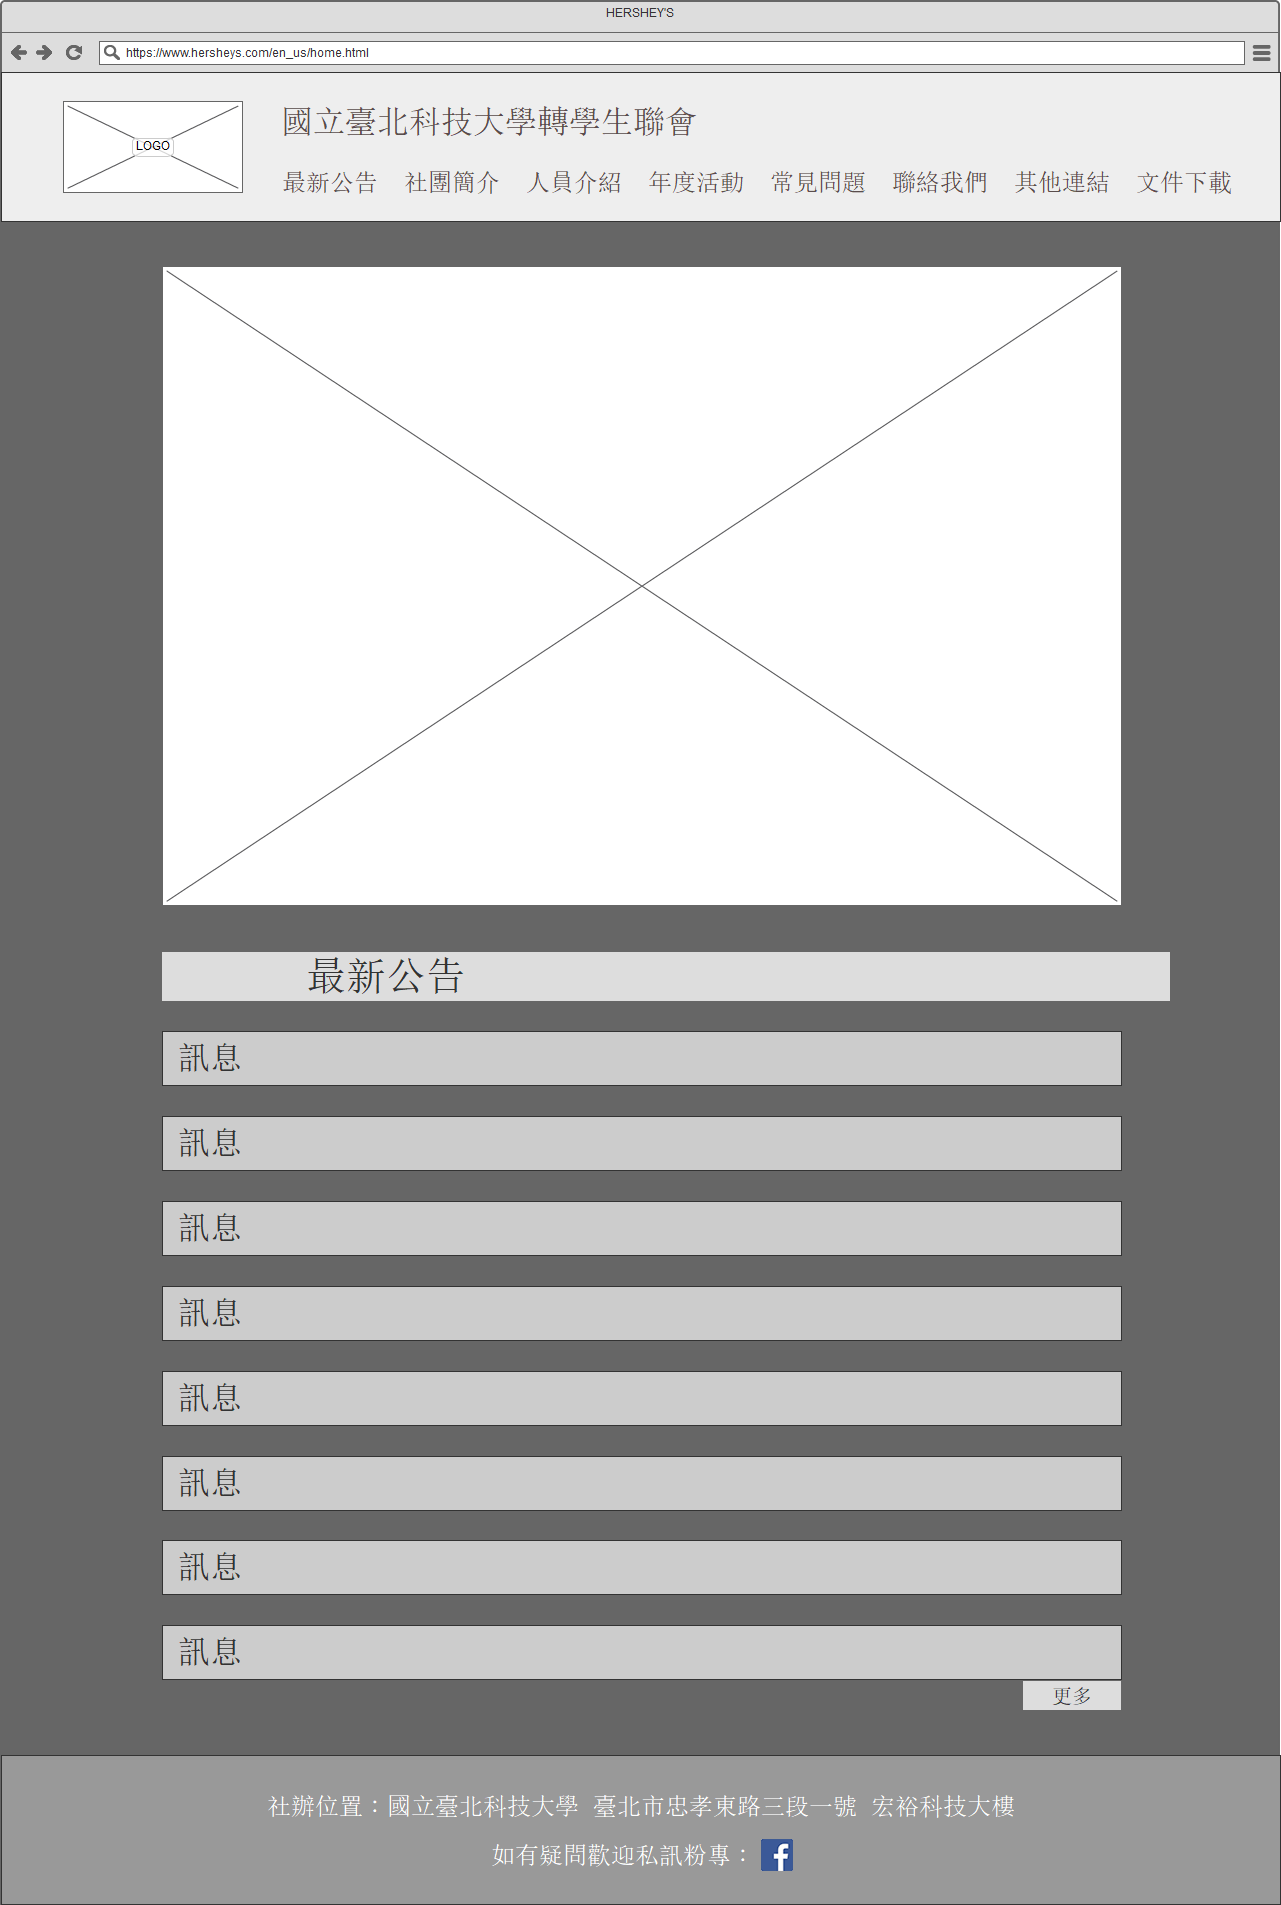 HERSHEY'S
https://www.hersheys.com/en_us/home.html
LOGO
國立臺北科技大學轉學生聯會
最新公告 社團簡介 人員介紹 年度活動 常見問題 聯絡我們 其他連結 文件下載
最新公告
訊息
訊息
訊息
訊息
訊息
訊息
訊息
訊息
更多
社辦位置：國立臺北科技大學 臺北市忠孝東路三段一號 宏裕科技大樓
如有疑問歡迎私訊粉專：